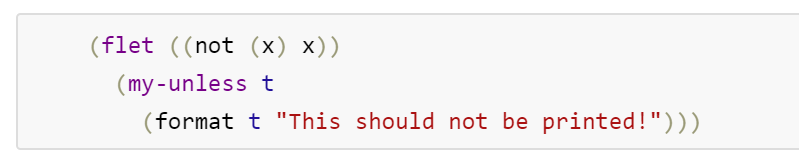 (flet ((not (x) x))
  (my-unless t
    (format t "This should not be printed!")))